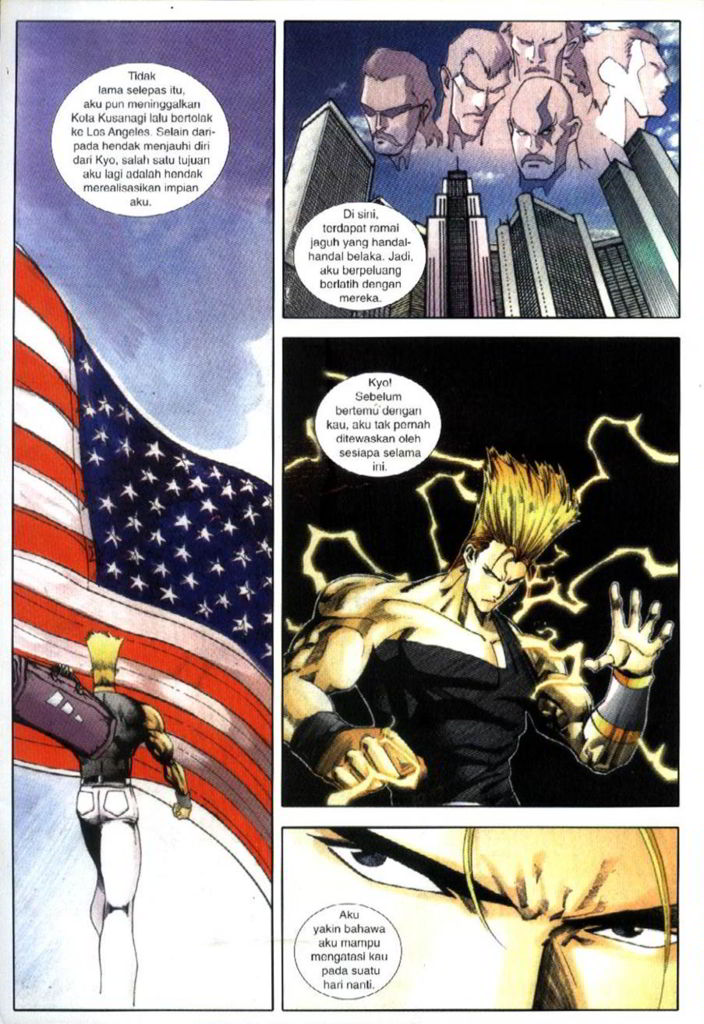 Tidak
lama selepas itu,
aku pun meninggalkan
Kota Kusanagi lalu bertolak
ke Los Angeles. Selain dari-
pada hendak menjauhi diri
dari Kyo, salah satu tujuan
aku lagi adalah hendak
merealisasikan impian
aku.
Di sini,
terdapat ramai
jaguh yang handal-
handal belaka. Jadi,
aku berpeluang
berlatih dengan
mereka.
Kyo!
Sebelum
bertemu dengan
kau, aku tak pernah
ditewaskan oleh
sesiapa selama
ini.
Aku
yakin bahawa
aku mampu
mengatasi kau
pada suatu
hari nanti.